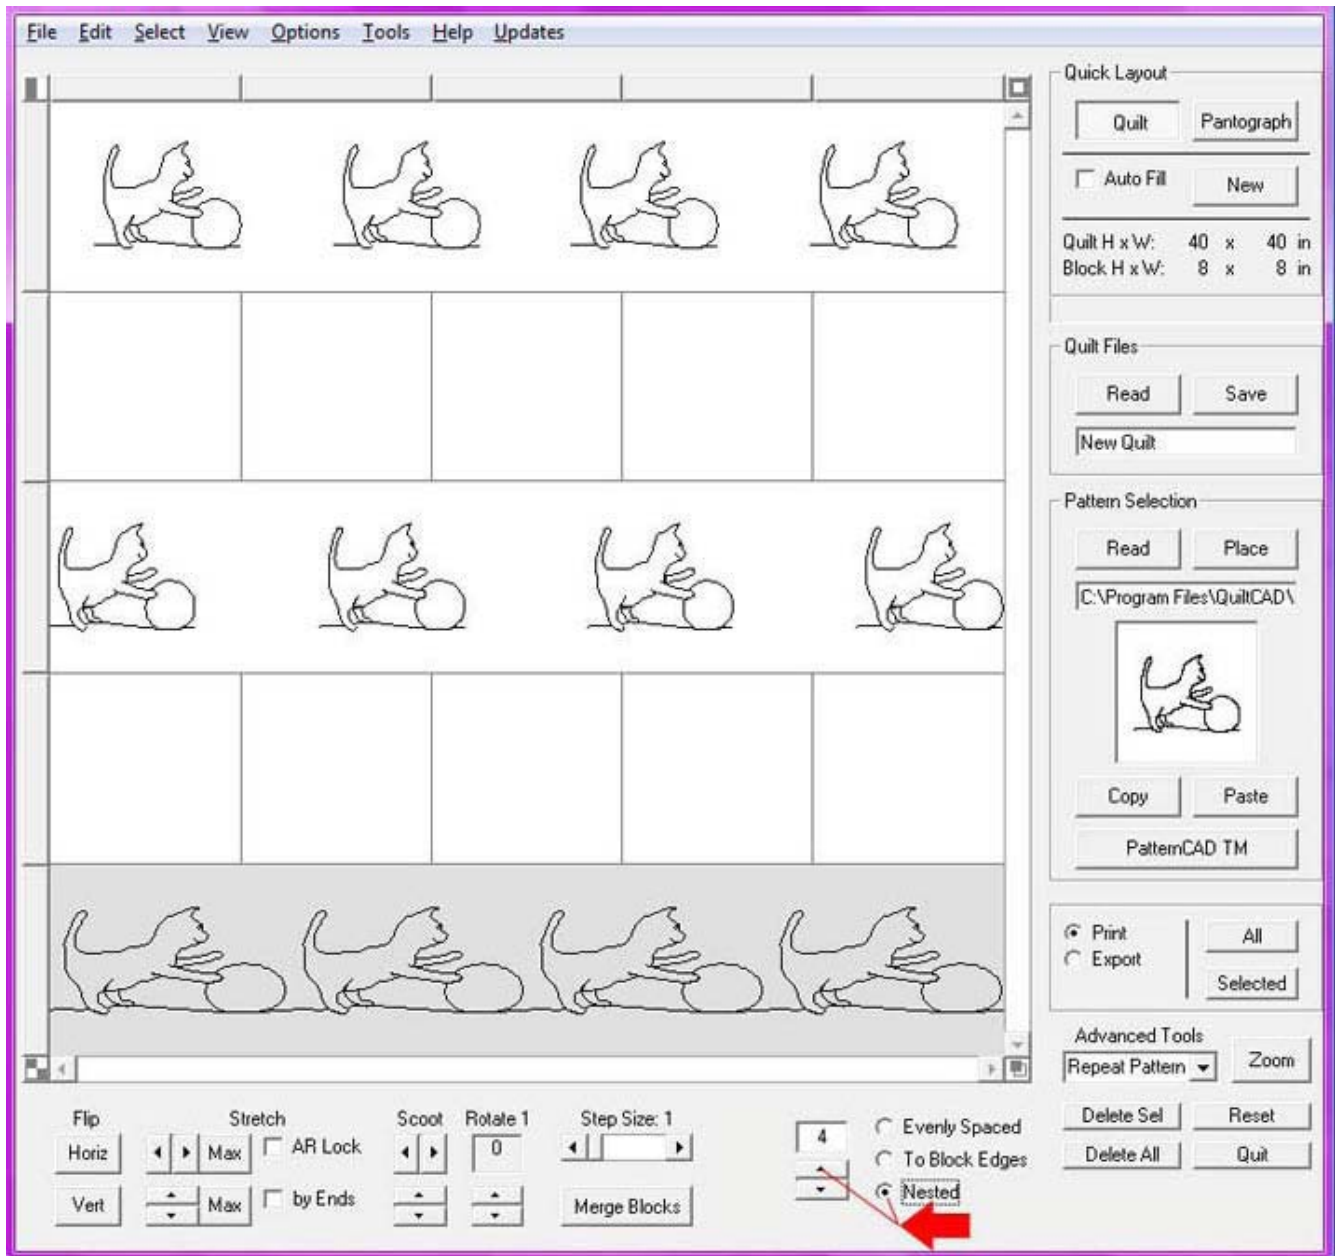 File Edit Select View Options Tools Help Updates
Quick Layout
Quilt Pantograph
Auto Fill New
Quilt H x W: 40 x 40 in
Block H x W: 8 x 8 in
Quilt Files
Read Save
New Quilt
Pattern Selection
Read Place
C:\Program Files\QuiltCAD\
Copy Paste
PatternCAD TM
Print All
Export
Selected
Advanced Tools
Repeat Pattern Zoom
Delete Sel Reset
Delete All Quit
Flip Stretch Scoot Rotate 1 Step Size: 1
Horiz Max AR Lock 0
Vert Max by Ends Merge Blocks
4 Evenly Spaced
To Block Edges
Nested